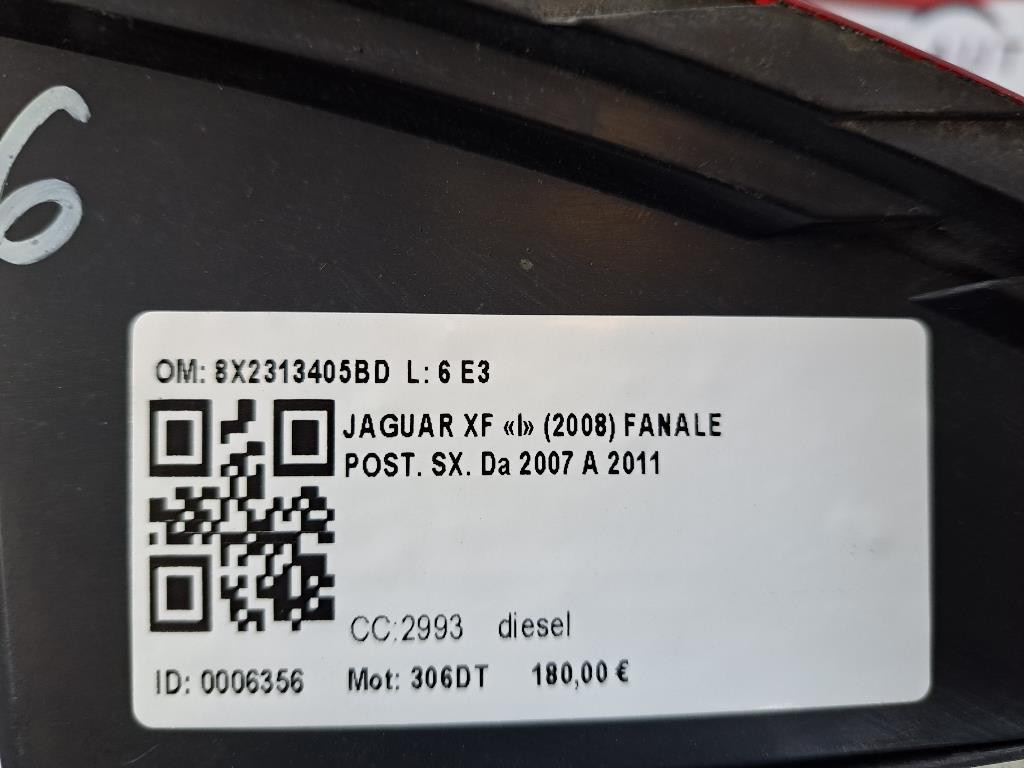 6
OM: 8X2313405BD L: 6 E3
JAGUAR XF «I» (2008) FANALE
POST. SX. Da 2007 A 2011
CC:2993 diesel
ID: 0006356 Mot: 306DT 180,00 €